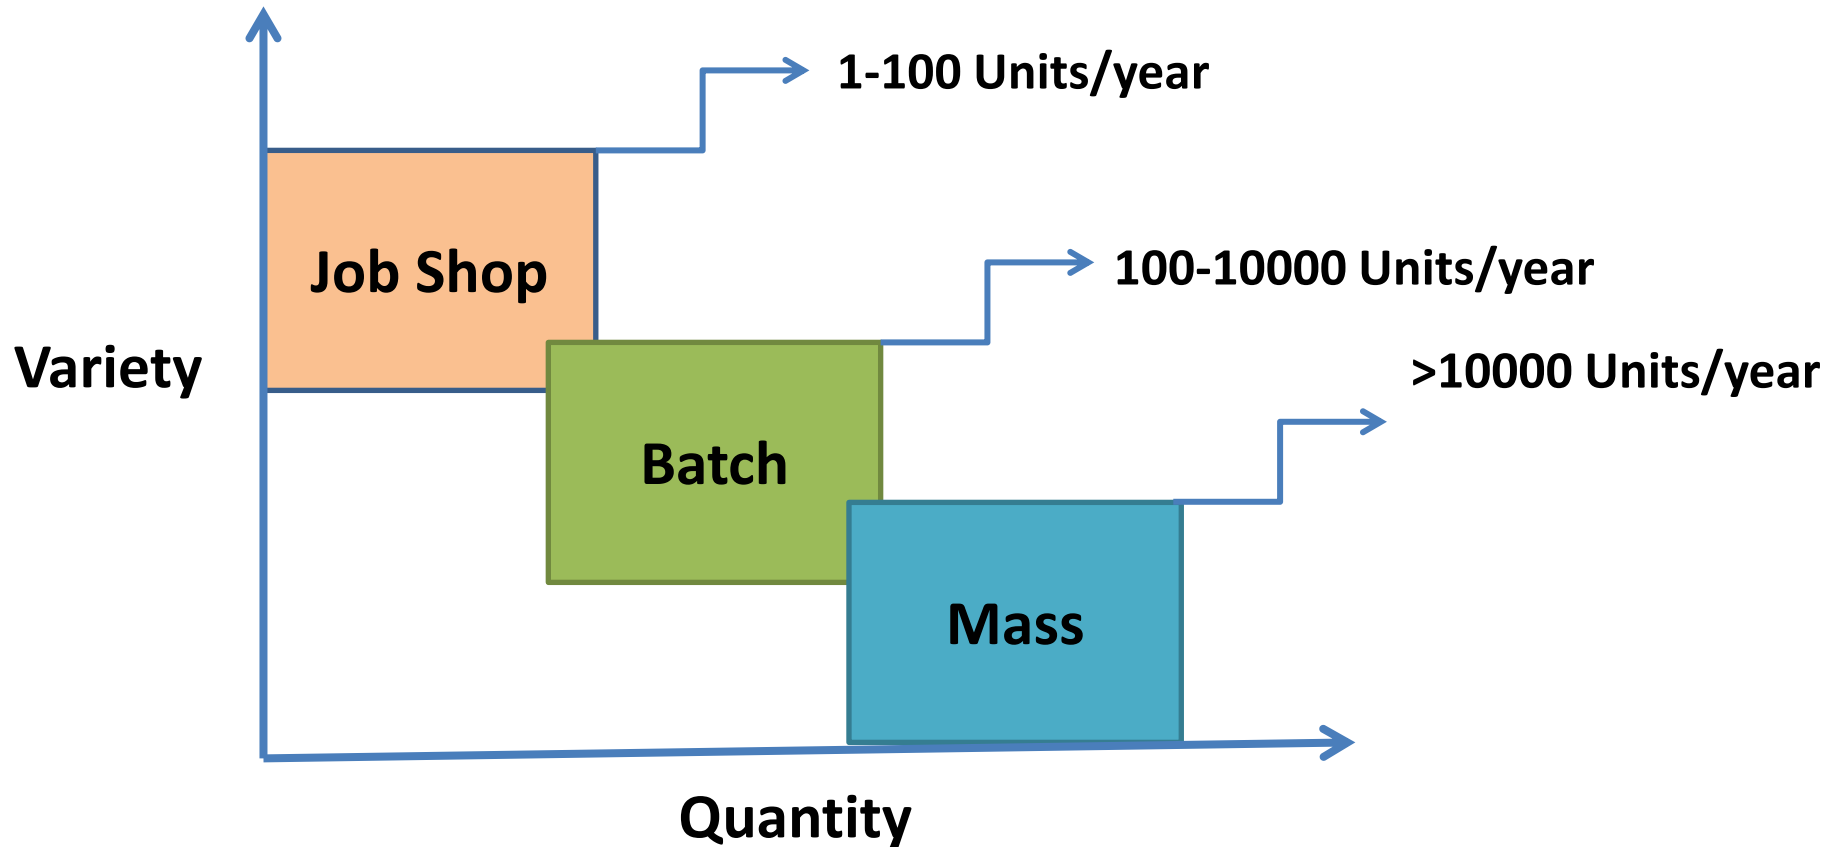 1-100 Units/year
Job Shop
100-10000 Units/year
Variety
>10000 Units/year
Batch
Mass
Quantity